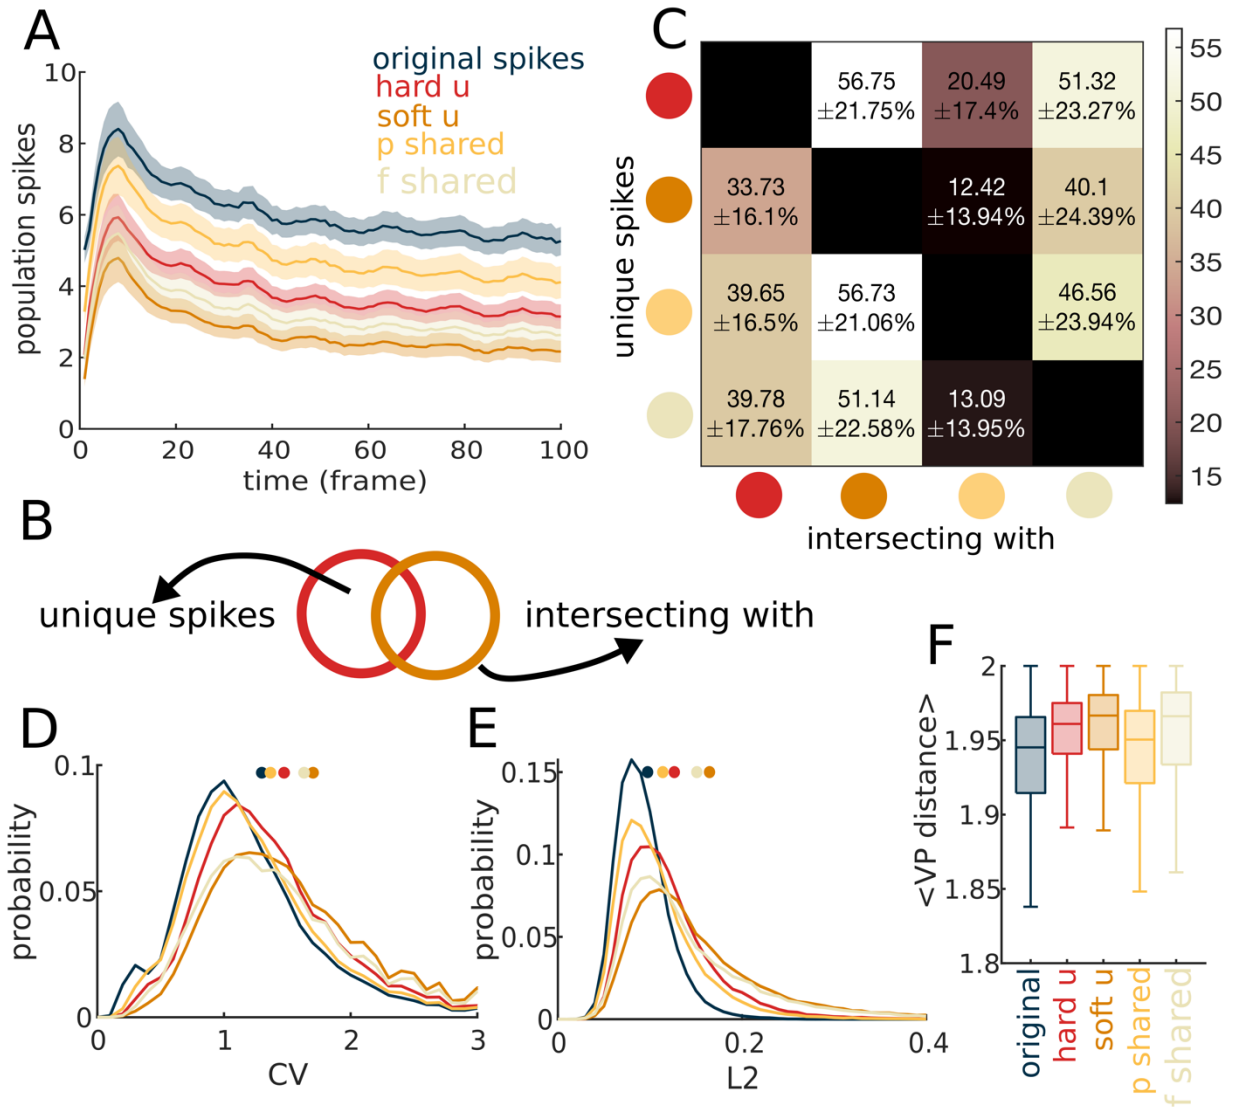 A
original spikes
hard u
soft u
p shared
f shared
population spikes
10
8
6
4
2
0
0 20 40 60 80 100
time (frame)
C
unique spikes
56.75 20.49 51.32
±21.75% ±17.4% ±23.27%
33.73 12.42 40.1
±16.1% ±13.94% ±24.39%
39.65 56.73 46.56
±16.5% ±21.06% ±23.94%
39.78 51.14 13.09
±17.76% ±22.58% ±13.95%
intersecting with
55
50
45
40
35
30
25
20
15
B
unique spikes
intersecting with
D
probability
0.1
0.05
0
0 1 2 3
CV
E
probability
0.15
0.1
0.05
0
0 0.2 0.4
L2
F
<VP distance>
2
1.95
1.9
1.85
1.8
original
hard u
soft u
p shared
f shared